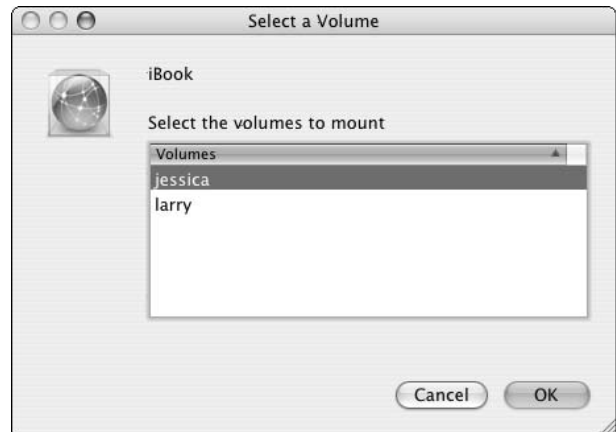 Select a Volume
iBook
Select the volumes to mount
Volumes
jessica
larry
Cancel OK